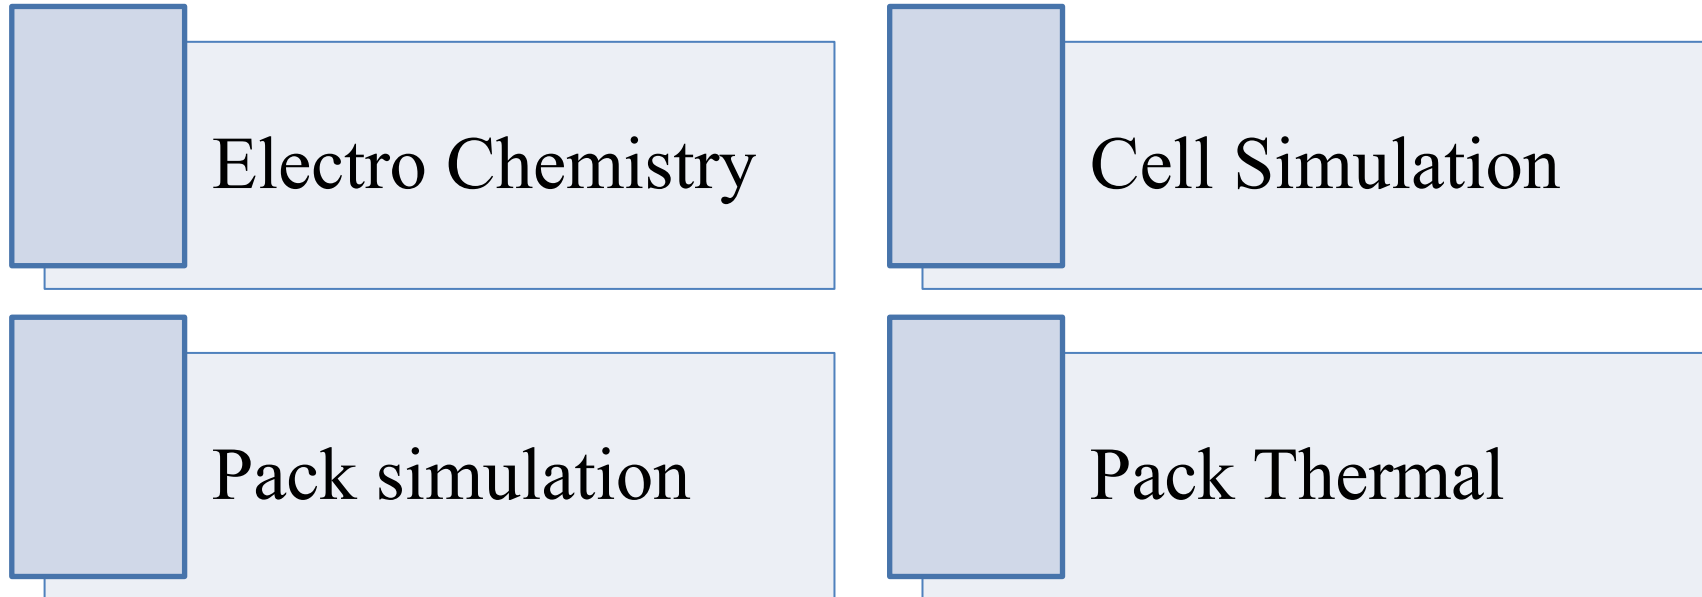 Electro Chemistry
Cell Simulation
Pack simulation
Pack Thermal